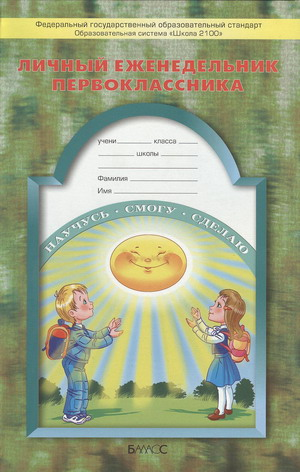 Федеральный государственный образовательный стандарт
Образовательная система «Школа 2100»
ЛИЧНЫЙ ЕЖЕНЕДЕЛЬНИК
ПЕРВОКЛАССНИКА
учени класса
школы
Фамилия
Имя
НАУЧУСЬ · СМОГУ · СДЕЛАЮ
БАЛАСС